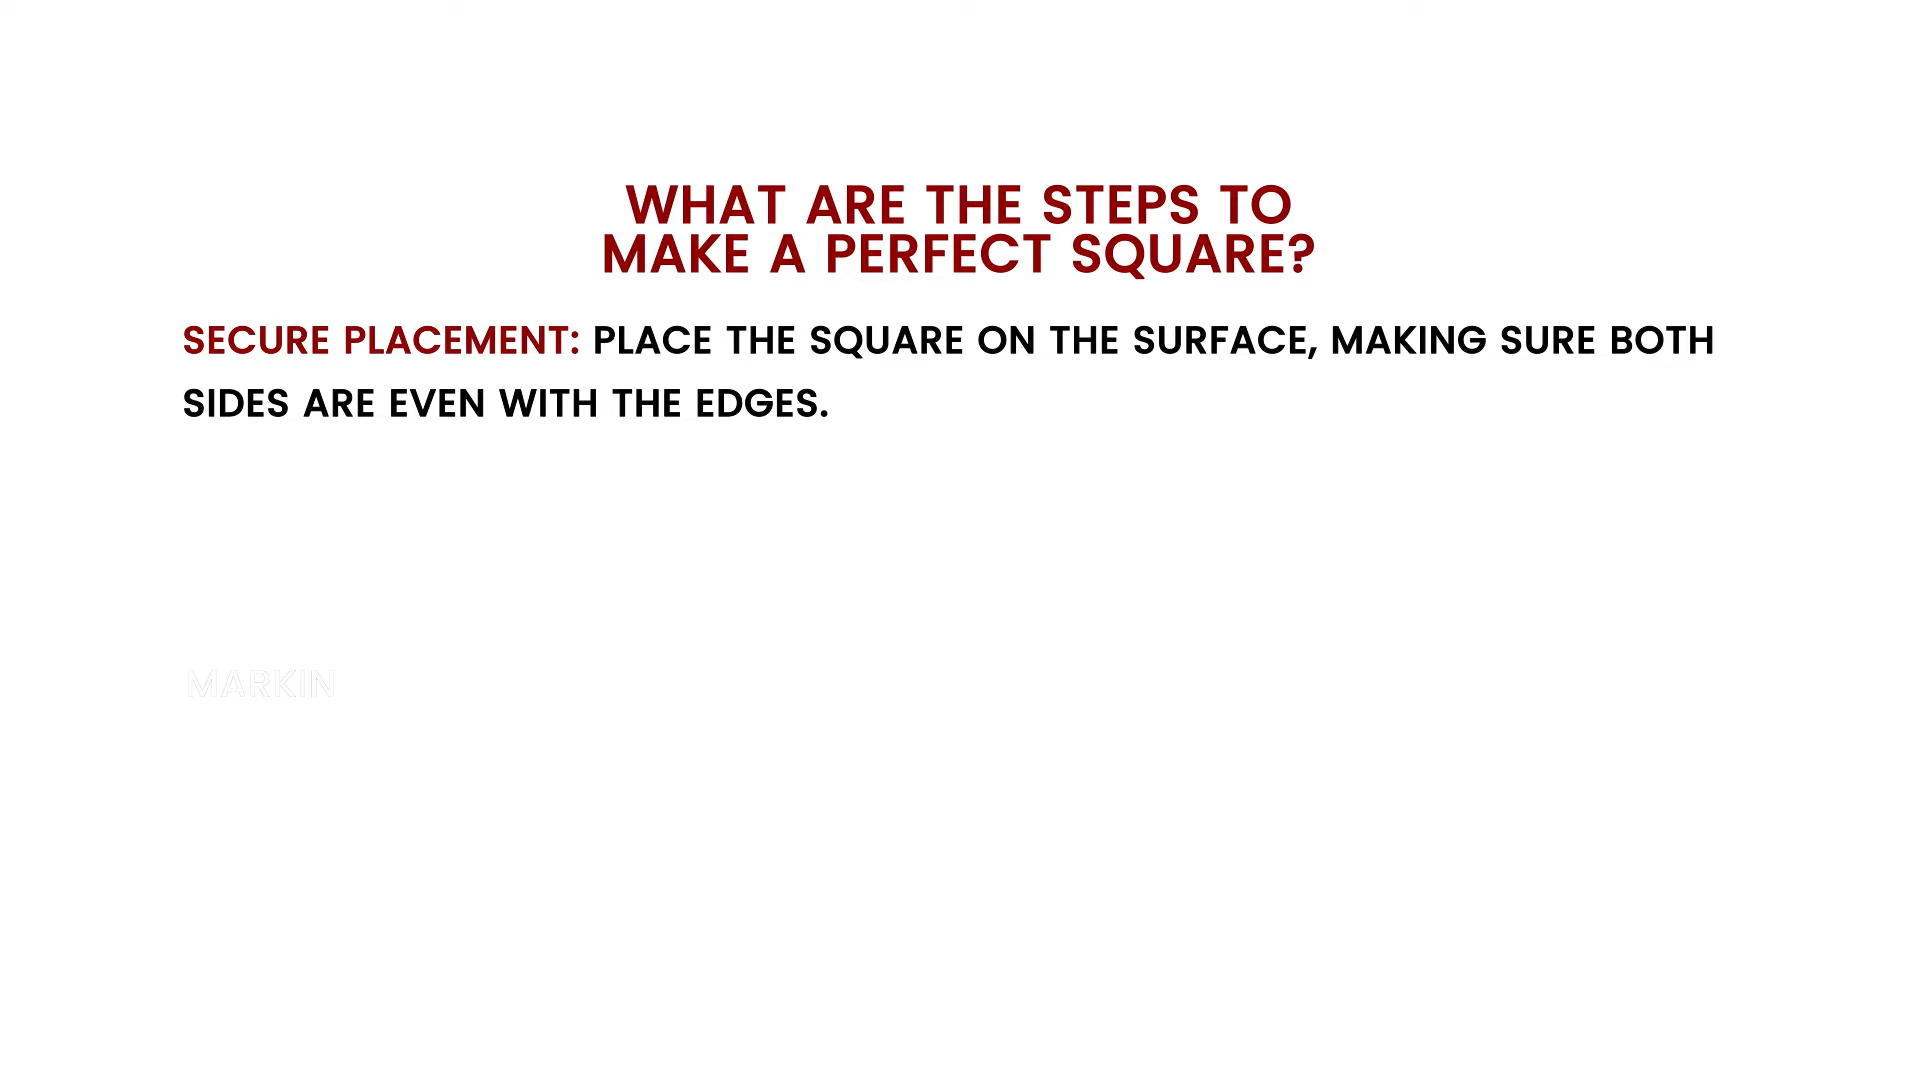 WHAT ARE THE STEPS TO
MAKE A PERFECT SQUARE?
SECURE PLACEMENT: PLACE THE SQUARE ON THE SURFACE, MAKING SURE BOTH
SIDES ARE EVEN WITH THE EDGES.
MARKIN